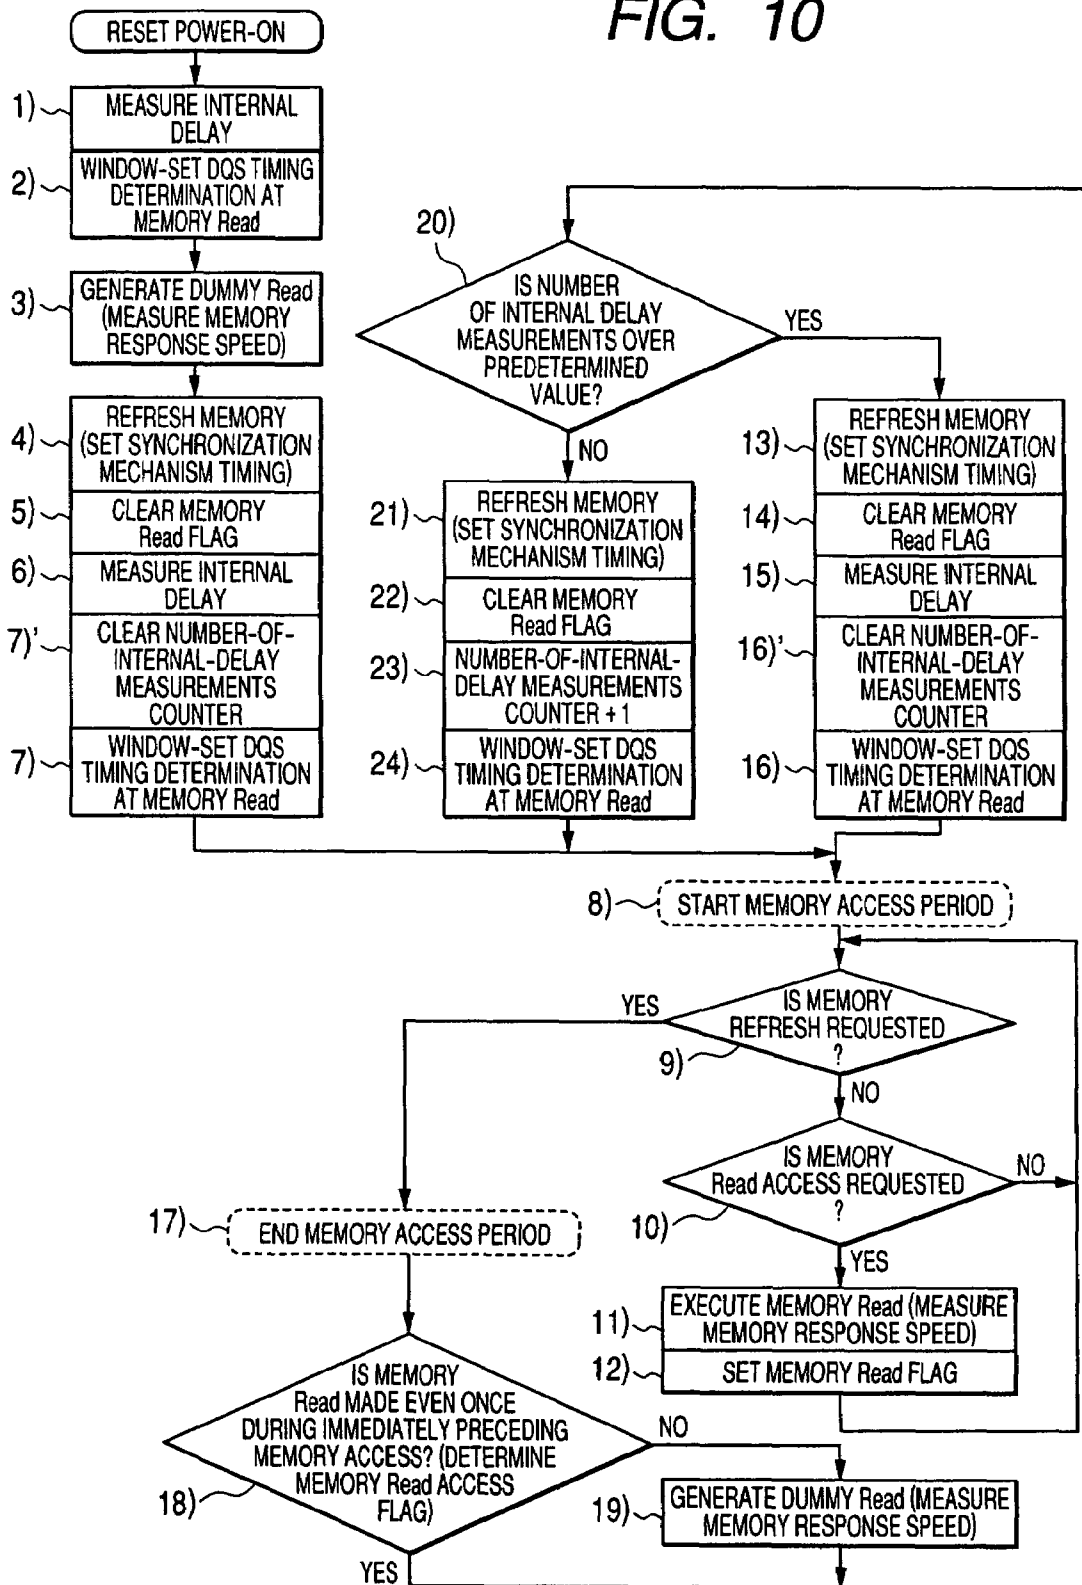 FIG. 10
RESET POWER-ON
1)
MEASURE INTERNAL
DELAY
2)
WINDOW-SET DQS TIMING
DETERMINATION AT
MEMORY Read
3)
GENERATE DUMMY Read
(MEASURE MEMORY
RESPONSE SPEED)
4)
REFRESH MEMORY
(SET SYNCHRONIZATION
MECHANISM TIMING)
5)
CLEAR MEMORY
Read FLAG
6)
MEASURE INTERNAL
DELAY
7)'
CLEAR NUMBER-OF-
INTERNAL-DELAY
MEASUREMENTS
COUNTER
7)
WINDOW-SET DQS
TIMING DETERMINATION
AT MEMORY Read
20)
IS NUMBER
OF INTERNAL DELAY
MEASUREMENTS OVER
PREDETERMINED
VALUE?
YES
NO
21)
REFRESH MEMORY
(SET SYNCHRONIZATION
MECHANISM TIMING)
22)
CLEAR MEMORY
Read FLAG
23)
NUMBER-OF-INTERNAL-
DELAY MEASUREMENTS
COUNTER +1
24)
WINDOW-SET DQS
TIMING DETERMINATION
AT MEMORY Read
13)
REFRESH MEMORY
(SET SYNCHRONIZATION
MECHANISM TIMING)
14)
CLEAR MEMORY
Read FLAG
15)
MEASURE INTERNAL
DELAY
16)'
CLEAR NUMBER-OF-
INTERNAL-DELAY
MEASUREMENTS
COUNTER
16)
WINDOW-SET DQS
TIMING DETERMINATION
AT MEMORY Read
8)
START MEMORY ACCESS PERIOD
YES
IS MEMORY
REFRESH REQUESTED
?
9)
NO
IS MEMORY
Read ACCESS REQUESTED
?
NO
10)
YES
11)
EXECUTE MEMORY Read (MEASURE
MEMORY RESPONSE SPEED)
12)
SET MEMORY Read FLAG
17)
END MEMORY ACCESS PERIOD
IS MEMORY
Read MADE EVEN ONCE
DURING IMMEDIATELY PRECEDING
MEMORY ACCESS? (DETERMINE
MEMORY Read ACCESS
FLAG)
NO
18)
YES
19)
GENERATE DUMMY Read (MEASURE
MEMORY RESPONSE SPEED)